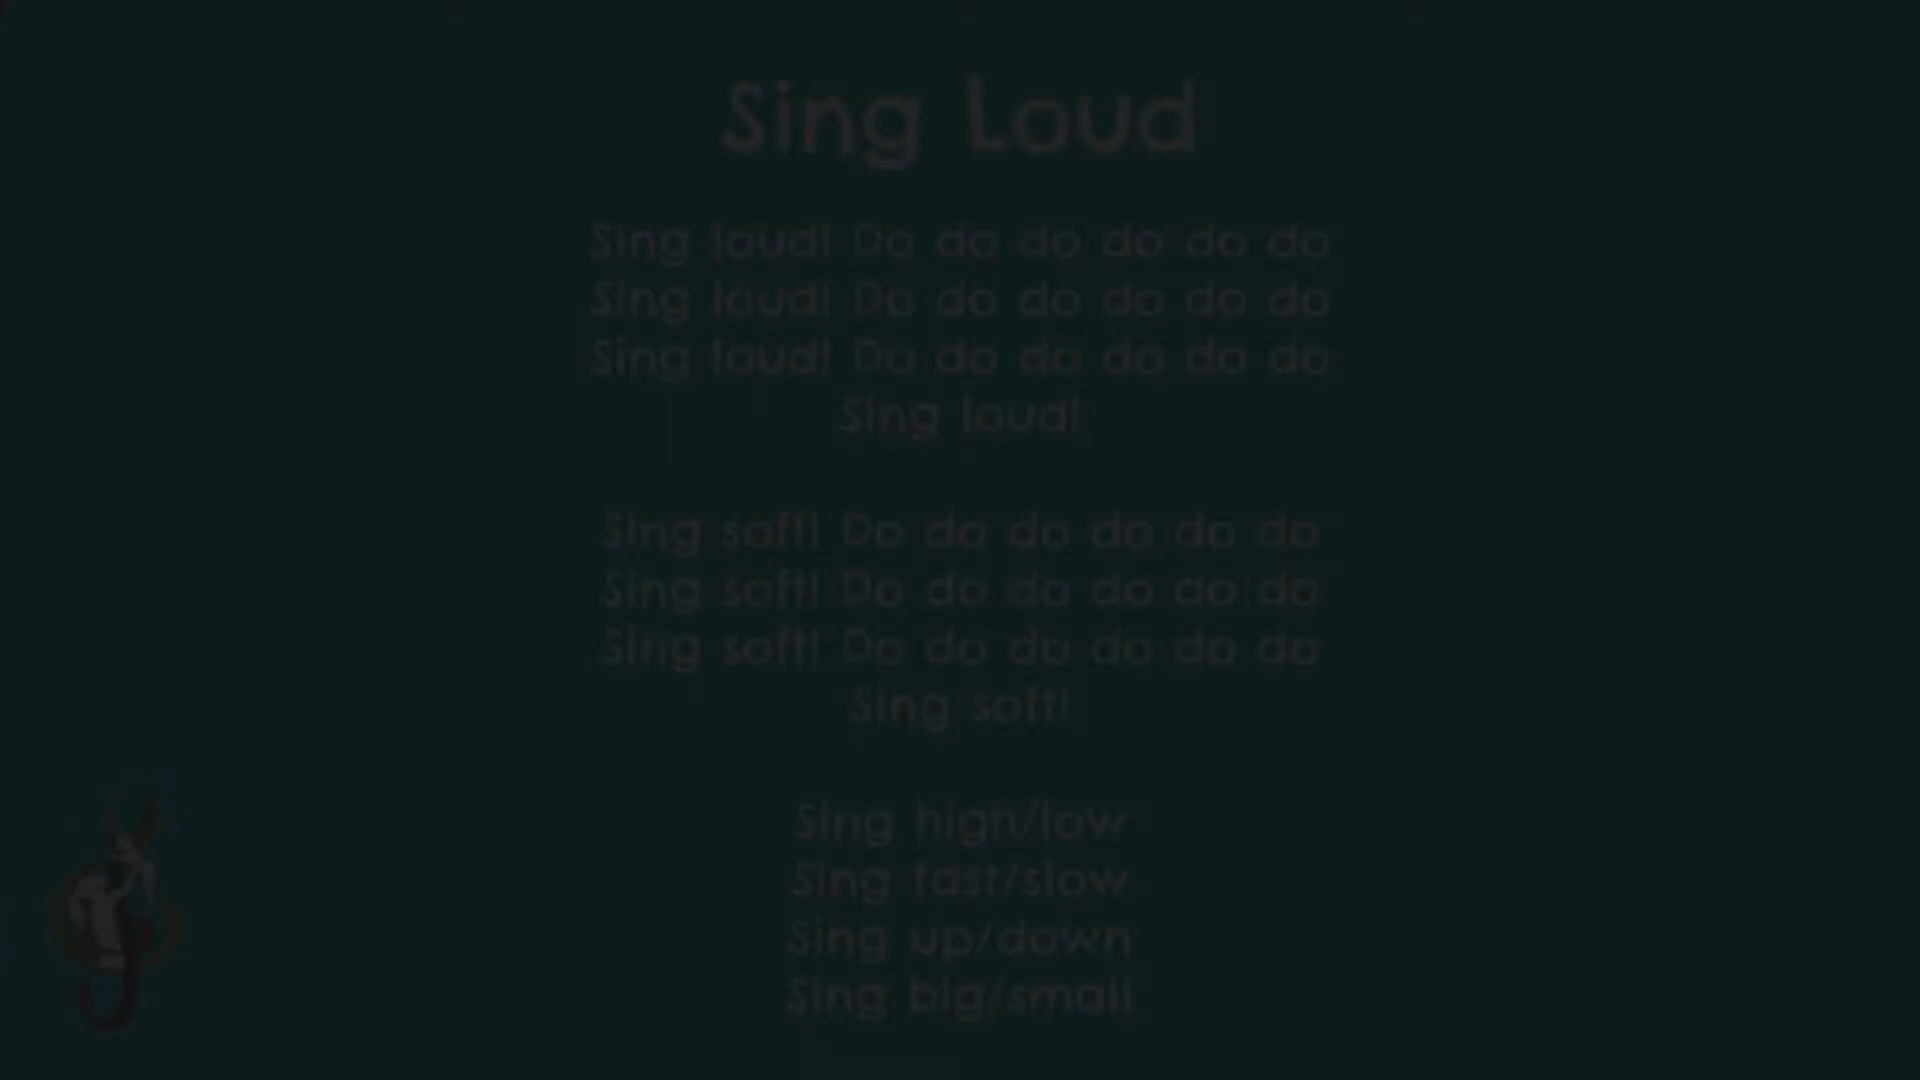 Sing Loud
Sing loud! Do do do do do do
Sing loud! Do do do do do do
Sing loud! Do do do do do do
Sing loud!
Sing soft! Do do do do do do
Sing soft! Do do do do do do
Sing soft! Do do do do do do
Sing soft!
Sing high/low
Sing fast/slow
Sing up/down
Sing big/small